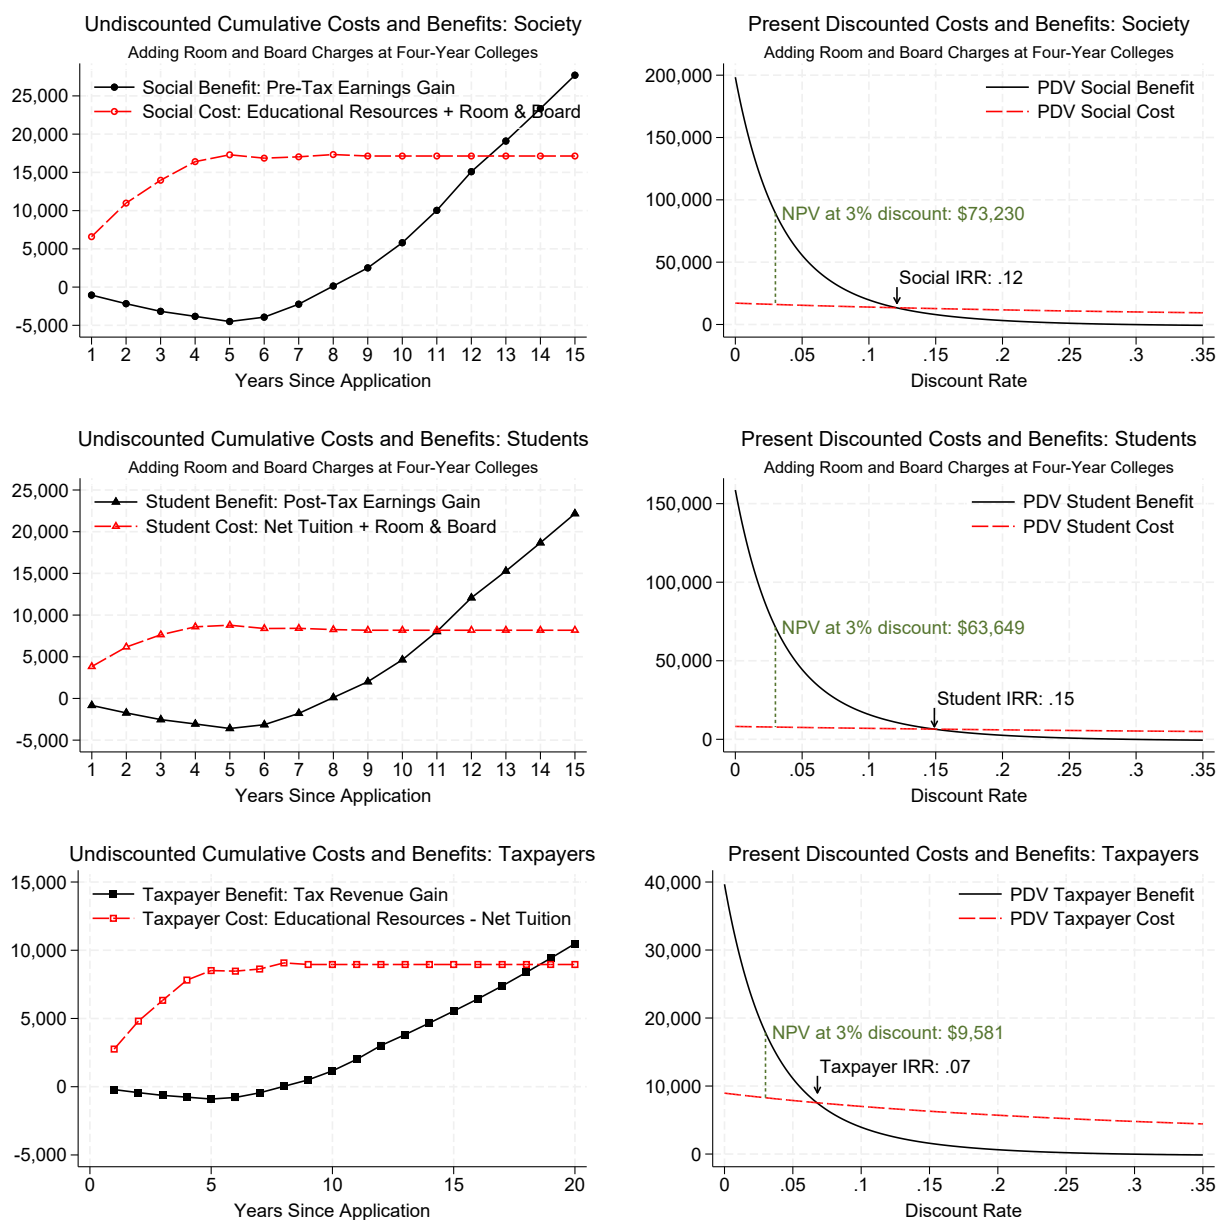 Undiscounted Cumulative Costs and Benefits: Society
Adding Room and Board Charges at Four-Year Colleges
Social Benefit: Pre-Tax Earnings Gain
Social Cost: Educational Resources + Room & Board
25,000
20,000
15,000
10,000
5,000
0
-5,000
1 2 3 4 5 6 7 8 9 10 11 12 13 14 15
Years Since Application
Present Discounted Costs and Benefits: Society
Adding Room and Board Charges at Four-Year Colleges
PDV Social Benefit
PDV Social Cost
200,000
150,000
100,000
50,000
0
NPV at 3% discount: $73,230
Social IRR: .12
0 .05 .1 .15 .2 .25 .3 .35
Discount Rate
Undiscounted Cumulative Costs and Benefits: Students
Adding Room and Board Charges at Four-Year Colleges
Student Benefit: Post-Tax Earnings Gain
Student Cost: Net Tuition + Room & Board
25,000
20,000
15,000
10,000
5,000
0
-5,000
1 2 3 4 5 6 7 8 9 10 11 12 13 14 15
Years Since Application
Present Discounted Costs and Benefits: Students
Adding Room and Board Charges at Four-Year Colleges
PDV Student Benefit
PDV Student Cost
150,000
100,000
50,000
0
NPV at 3% discount: $63,649
Student IRR: .15
0 .05 .1 .15 .2 .25 .3 .35
Discount Rate
Undiscounted Cumulative Costs and Benefits: Taxpayers
Taxpayer Benefit: Tax Revenue Gain
Taxpayer Cost: Educational Resources - Net Tuition
15,000
10,000
5,000
0
-5,000
0 5 10 15 20
Years Since Application
Present Discounted Costs and Benefits: Taxpayers
PDV Taxpayer Benefit
PDV Taxpayer Cost
40,000
30,000
20,000
10,000
0
NPV at 3% discount: $9,581
Taxpayer IRR: .07
0 .05 .1 .15 .2 .25 .3 .35
Discount Rate